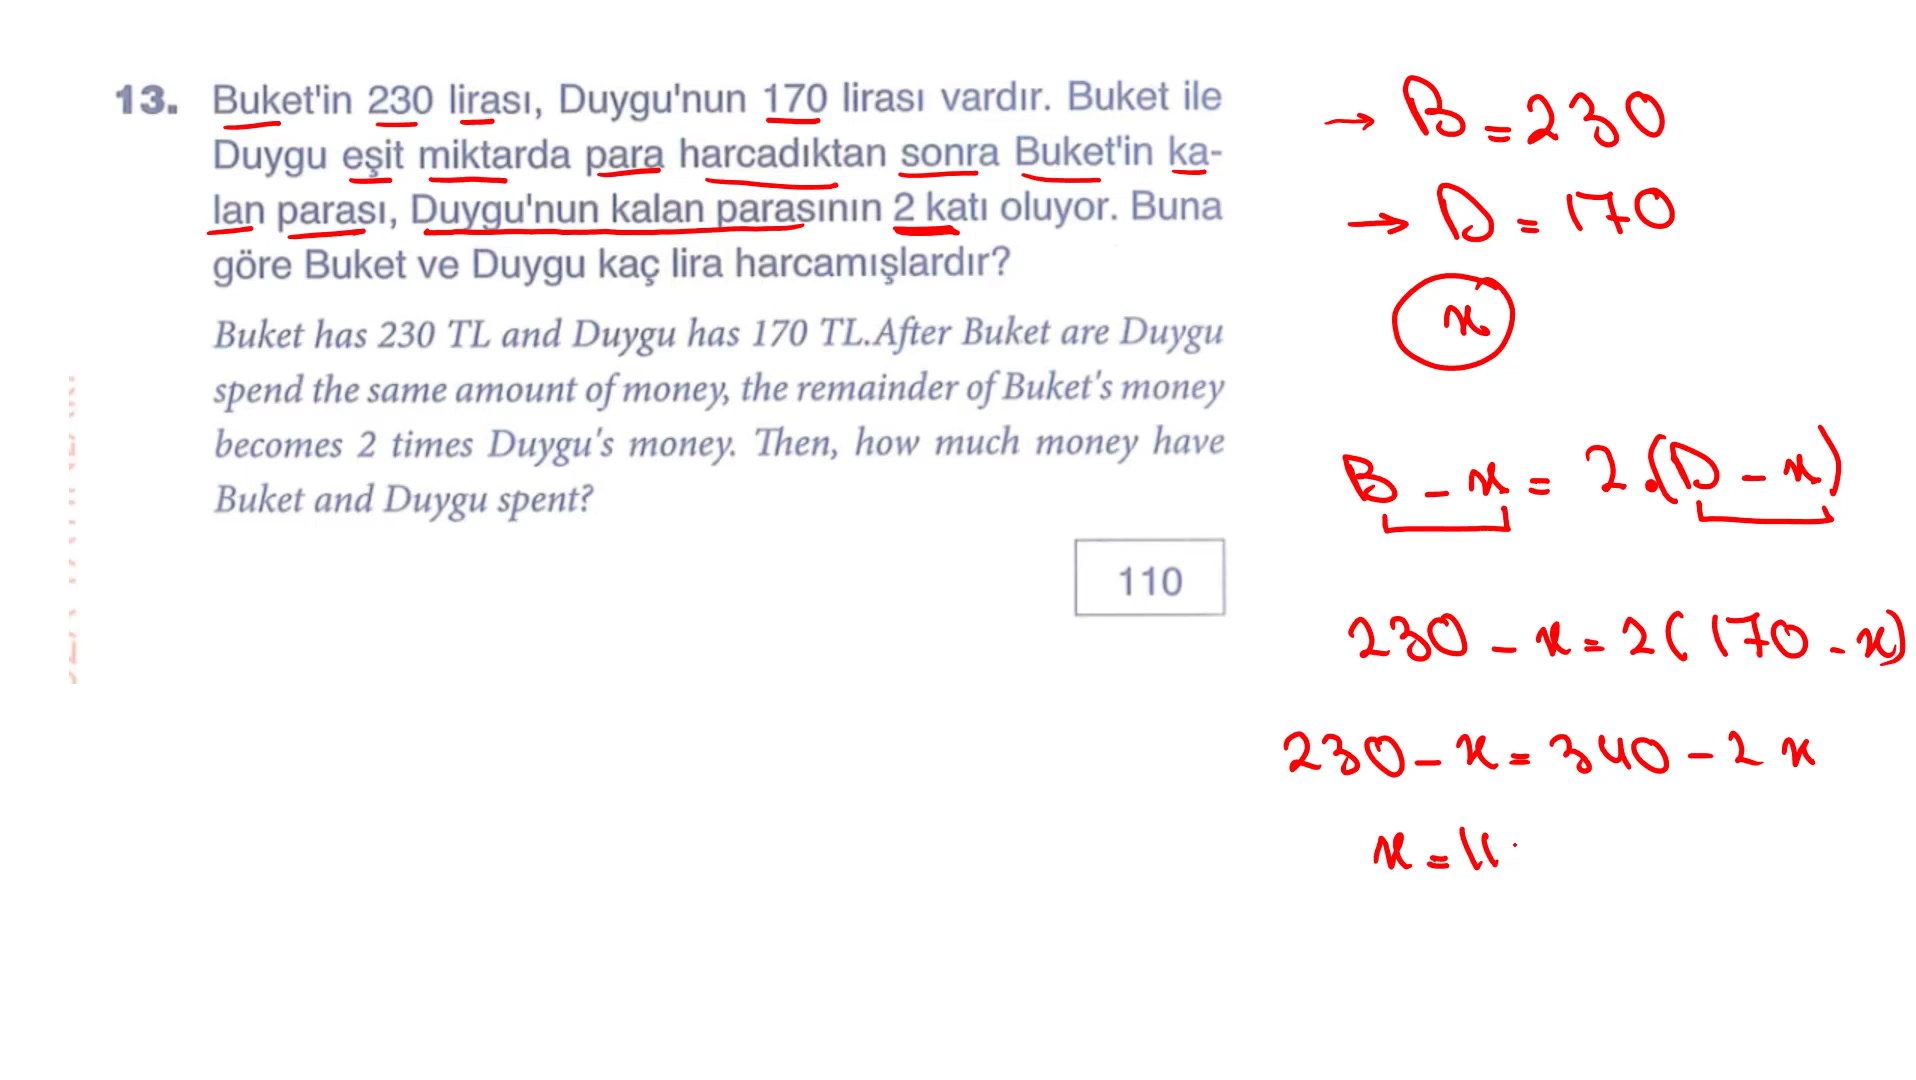 13. Buket'in 230 lirası, Duygu'nun 170 lirası vardır. Buket ile
Duygu eşit miktarda para harcadıktan sonra Buket'in ka-
lan parası, Duygu'nun kalan parasının 2 katı oluyor. Buna
göre Buket ve Duygu kaç lira harcamışlardır?
Buket has 230 TL and Duygu has 170 TL.After Buket are Duygu
spend the same amount of money, the remainder of Buket's money
becomes 2 times Duygu's money. Then, how much money have
Buket and Duygu spent?
110
→ B = 230
→ D = 170
x
B - x = 2.(D - x)
230 - x = 2(170 - x)
230 - x = 340 - 2x
x = 11